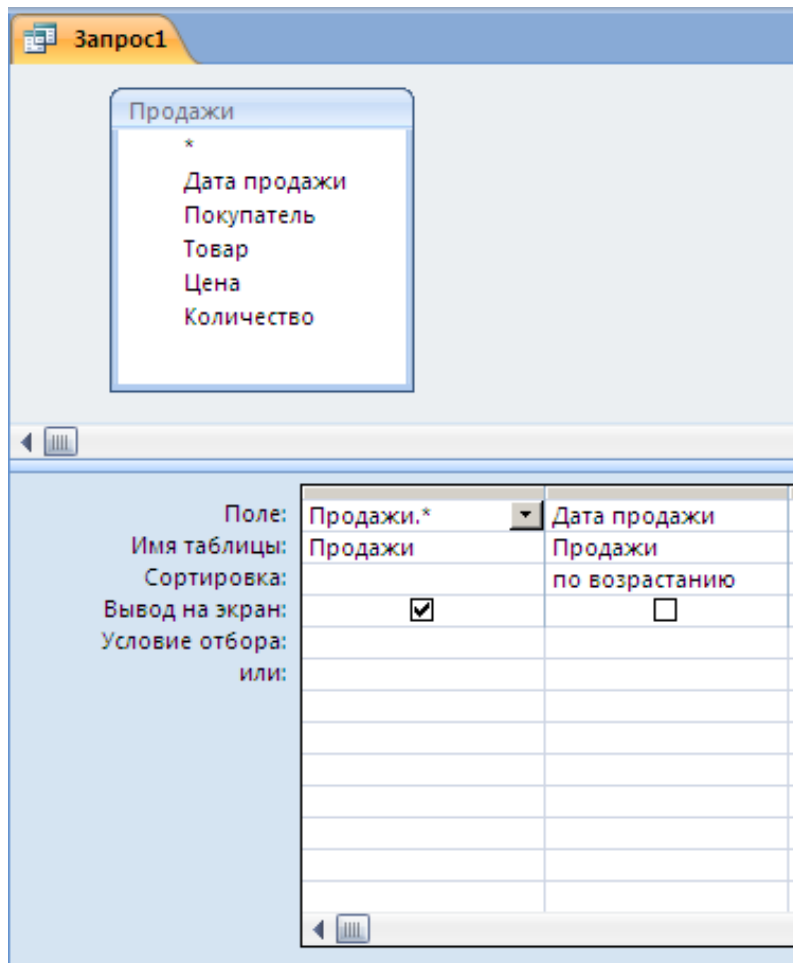 Запрос1
Продажи
*
Дата продажи
Покупатель
Товар
Цена
Количество
Поле: Продажи.* Дата продажи
Имя таблицы: Продажи Продажи
Сортировка: по возрастанию
Вывод на экран:
Условие отбора:
или: